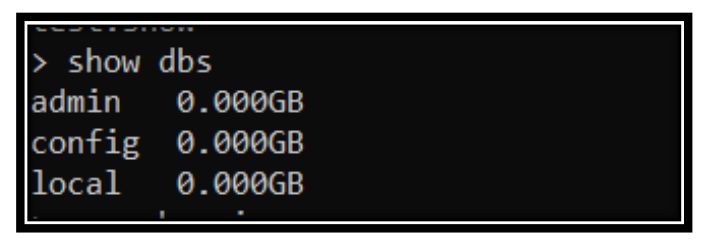 > show dbs
admin 0.000GB
config 0.000GB
local 0.000GB